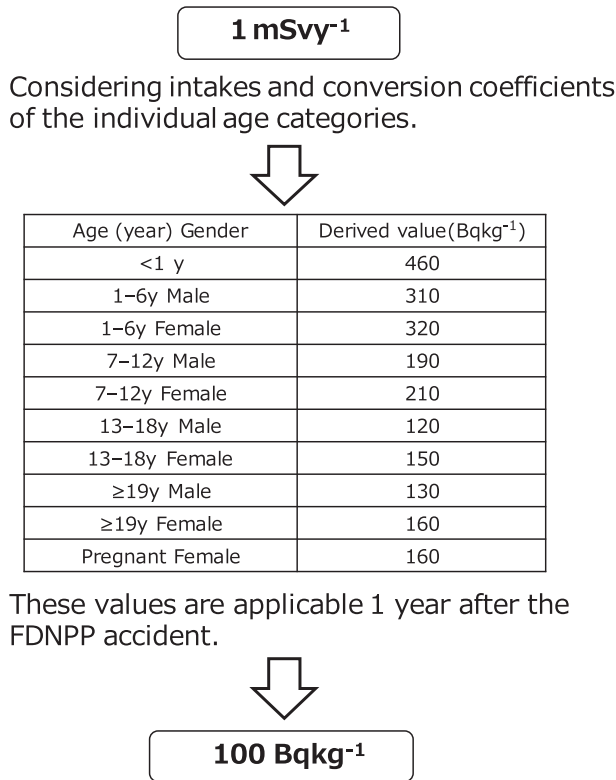 1 mSvy⁻¹
Considering intakes and conversion coefficients
of the individual age categories.
Age (year) Gender Derived value(Bqkg⁻¹)
<1 y 460
1–6y Male 310
1–6y Female 320
7–12y Male 190
7–12y Female 210
13–18y Male 120
13–18y Female 150
≥19y Male 130
≥19y Female 160
Pregnant Female 160
These values are applicable 1 year after the
FDNPP accident.
100 Bqkg⁻¹